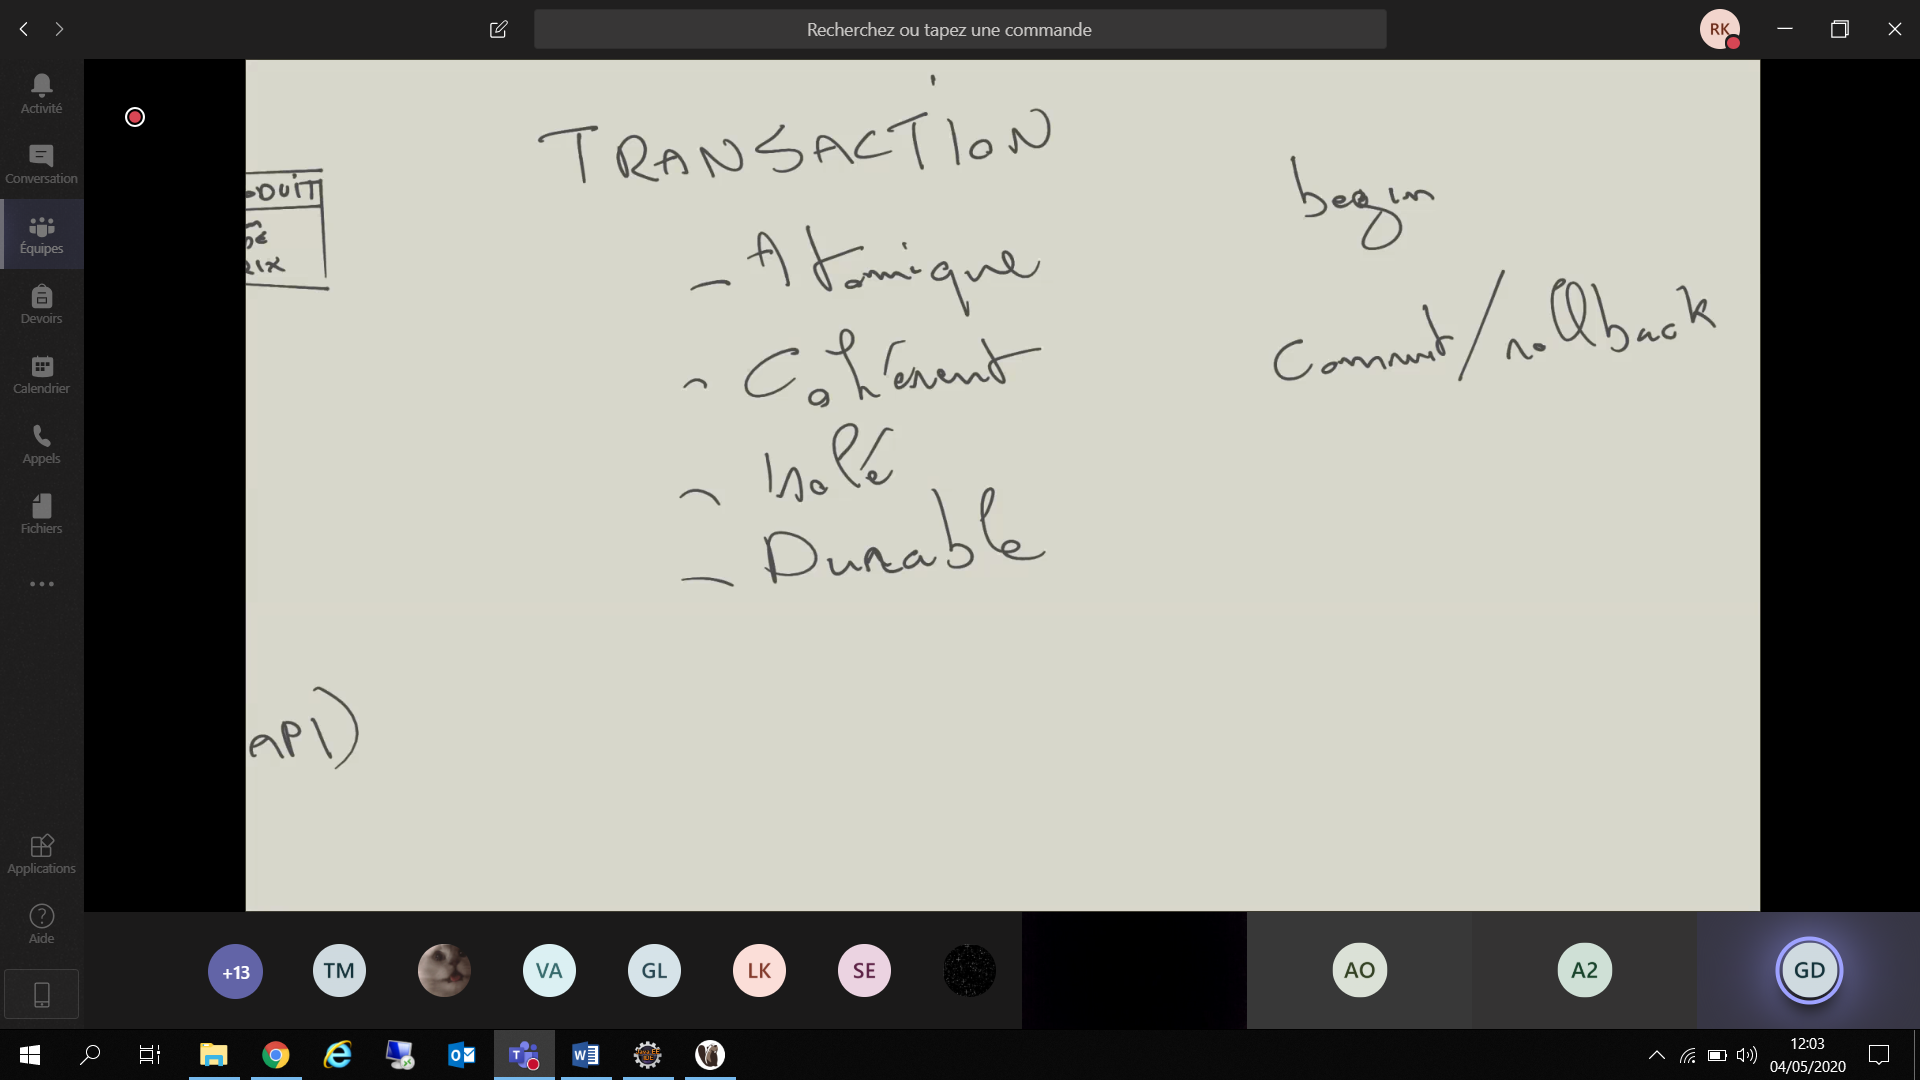 Recherchez ou tapez une commande
RK
Activité
Conversation
Équipes
Devoirs
Calendrier
Appels
Fichiers
Applications
Aide
TRANSACTION
- Atomique
- Cohérent
- Isolé
- Durable
begin
Commit/rollback
ODUIT
RIX
API)
+13
TM
VA
GL
LK
SE
AO
A2
GD
12:03
04/05/2020